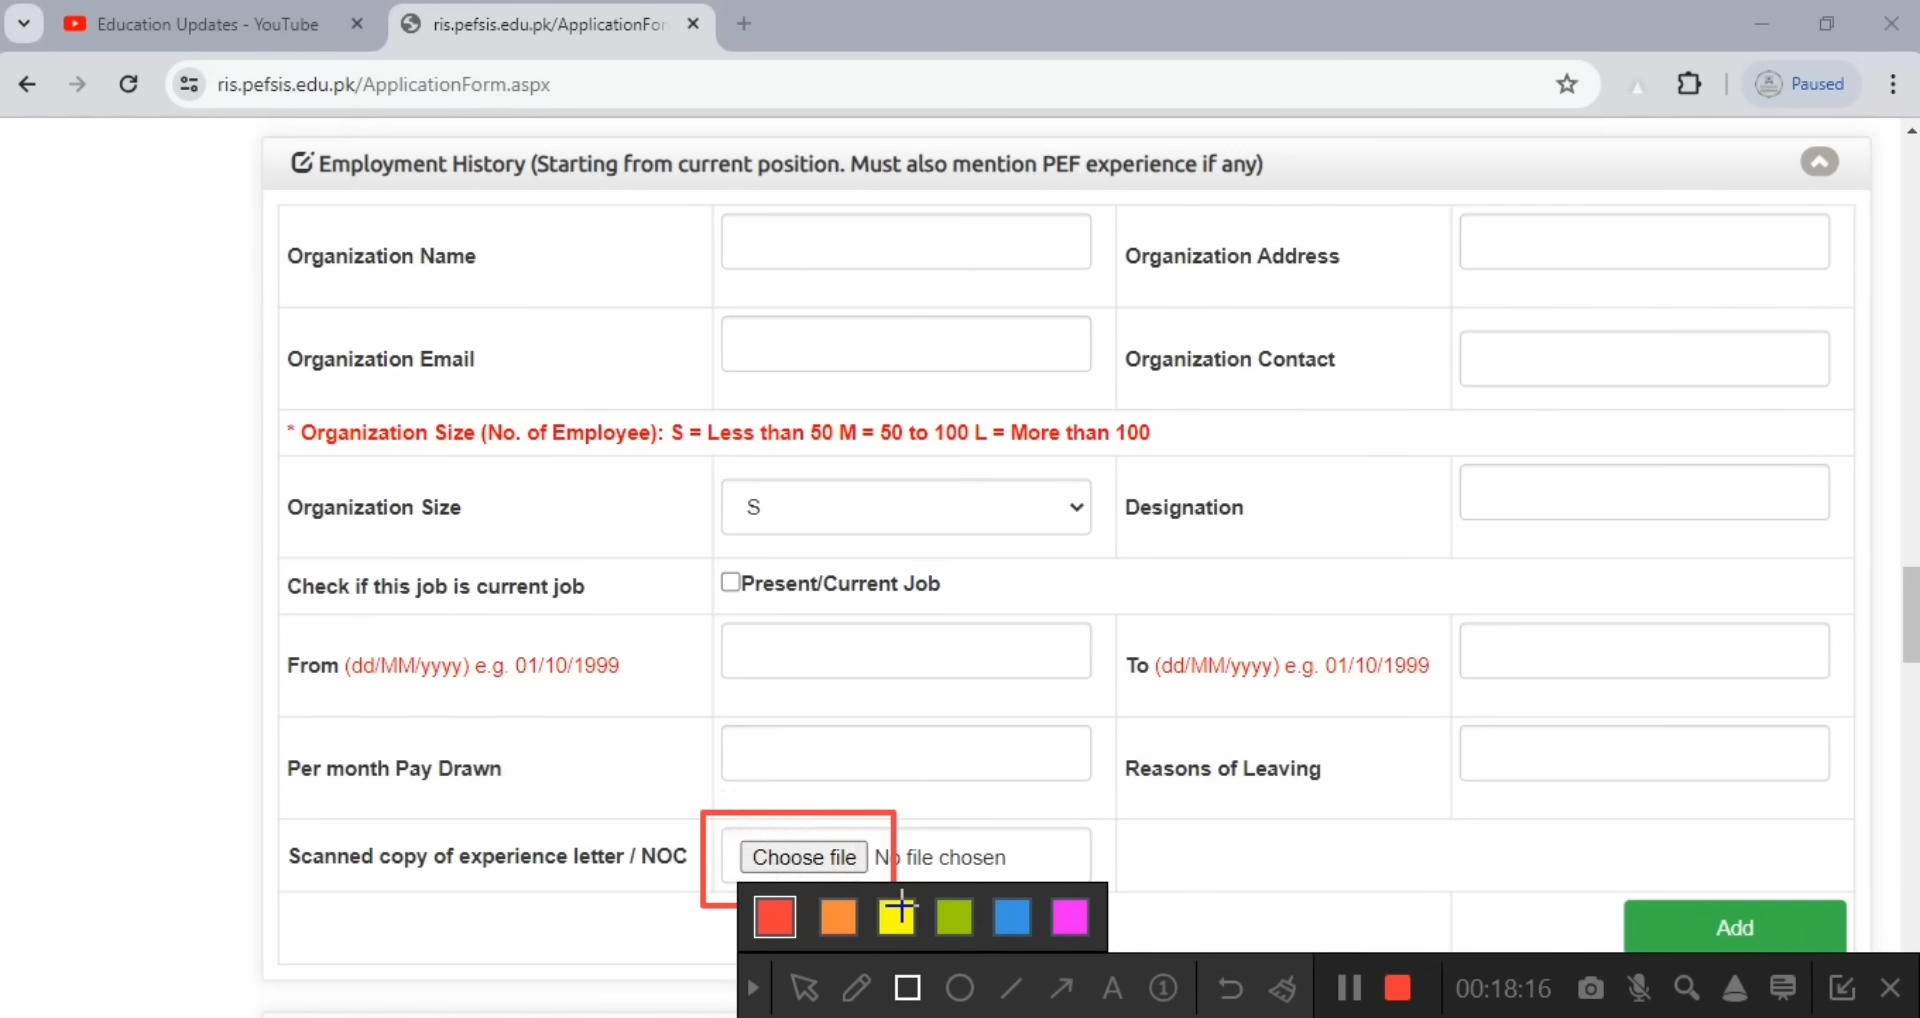 Education Updates - YouTube
ris.pefsis.edu.pk/ApplicationFor
ris.pefsis.edu.pk/ApplicationForm.aspx
Paused
Employment History (Starting from current position. Must also mention PEF experience if any)
Organization Name
Organization Address
Organization Email
Organization Contact
* Organization Size (No. of Employee): S = Less than 50 M = 50 to 100 L = More than 100
Organization Size
S
Designation
Check if this job is current job
Present/Current Job
From (dd/MM/yyyy) e.g. 01/10/1999
To (dd/MM/yyyy) e.g. 01/10/1999
Per month Pay Drawn
Reasons of Leaving
Scanned copy of experience letter / NOC
Choose file No file chosen
Add
A
1
00:18:16